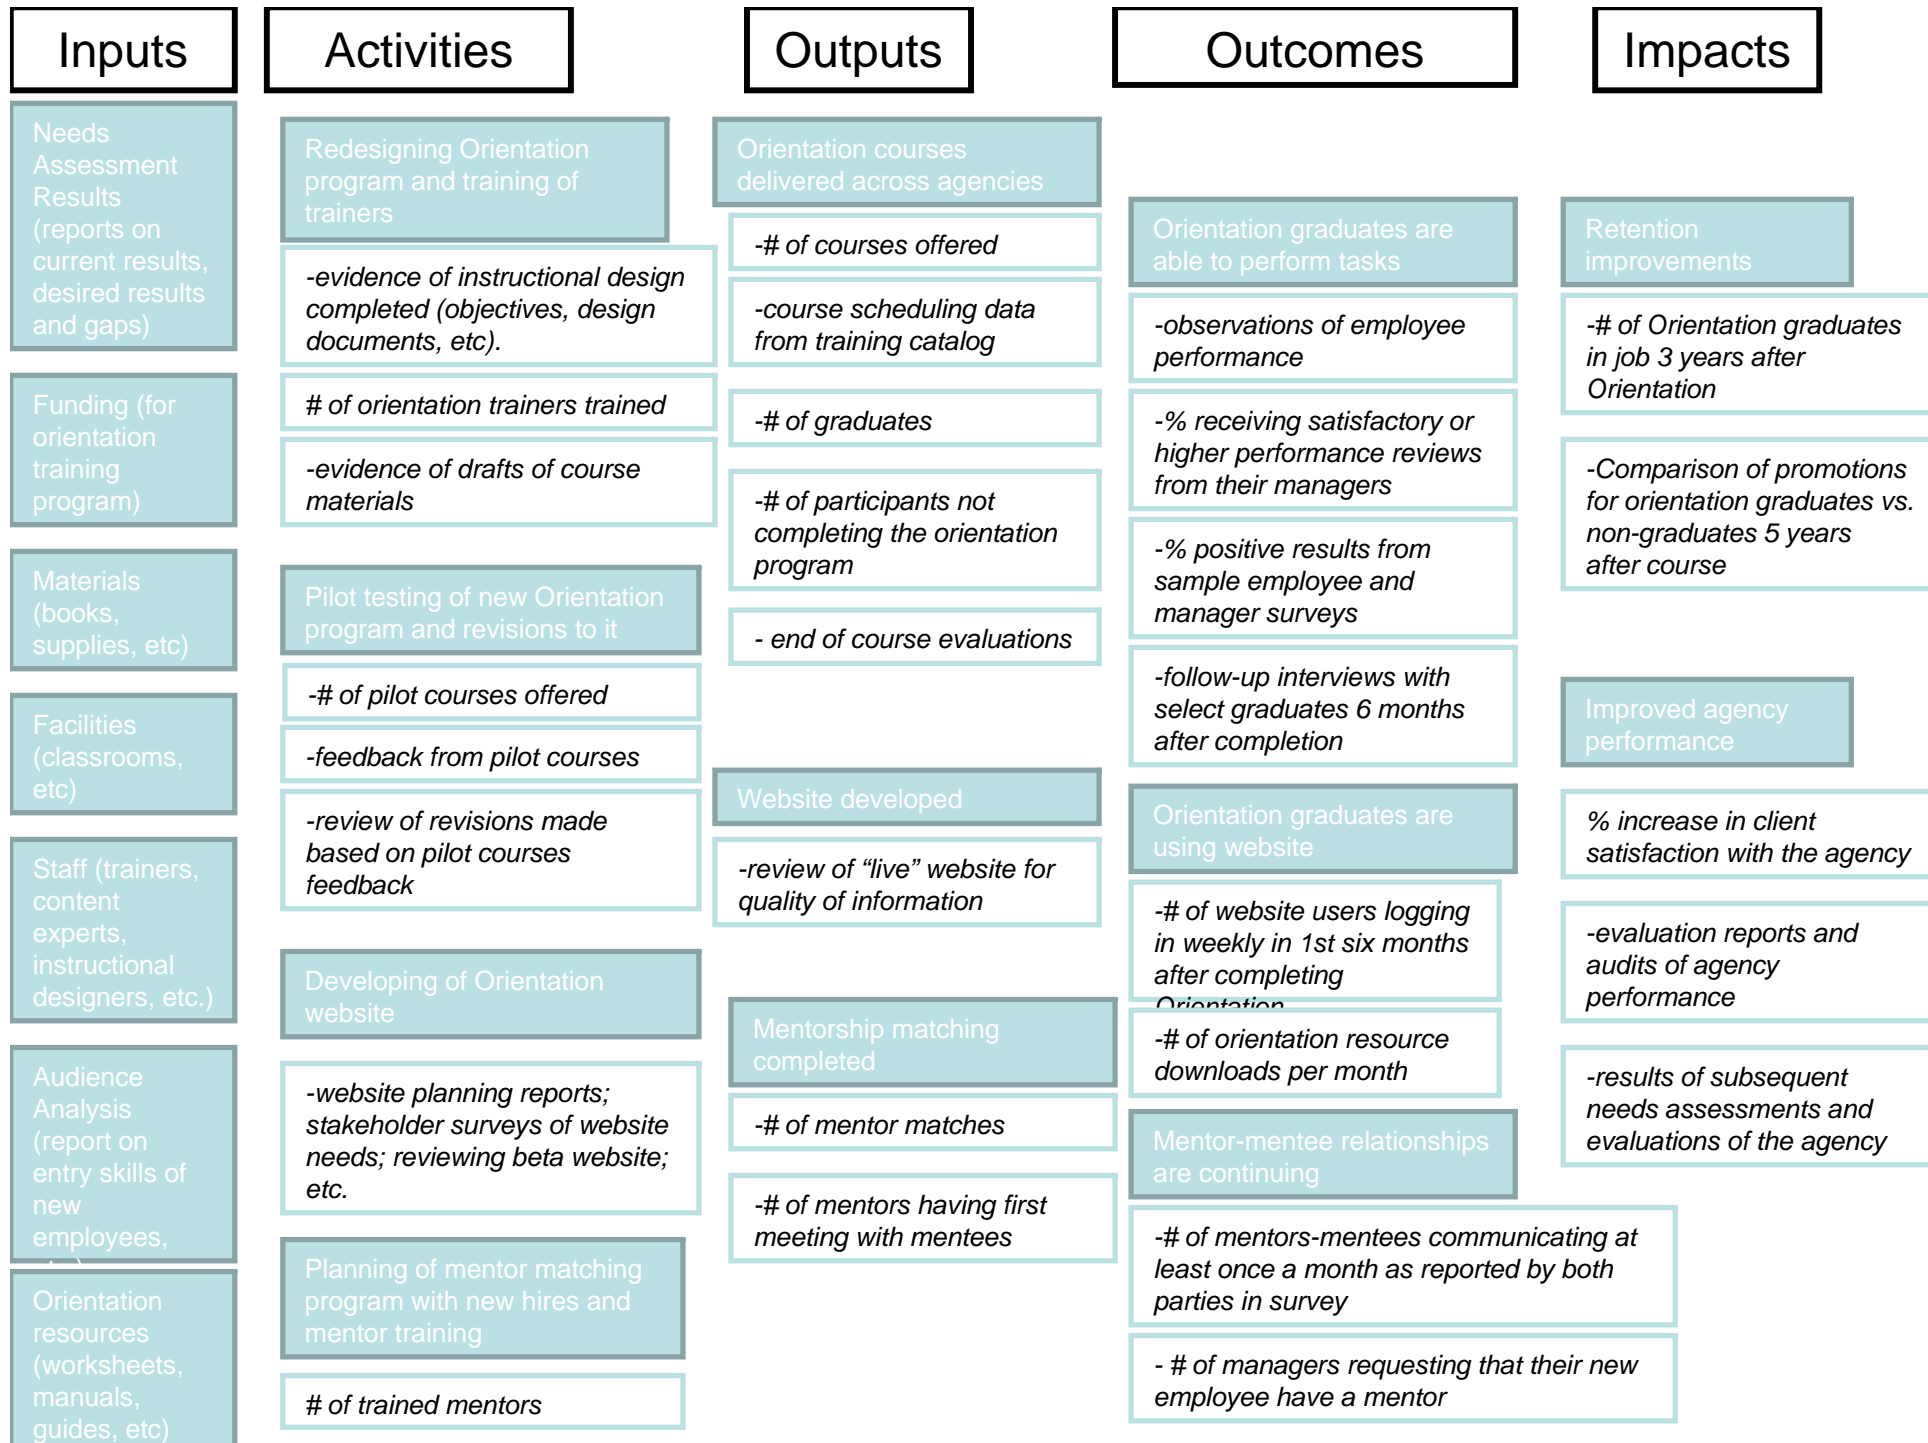 Inputs
Activities
Outputs
Outcomes
Impacts
Needs
Assessment
Results
(reports on
current results,
desired results
and gaps)
Funding (for
orientation
training
program)
Materials
(books,
supplies, etc)
Facilities
(classrooms,
etc)
Staff (trainers,
content
experts,
instructional
designers, etc.)
Audience
Analysis
(report on
entry skills of
new
employees,
Orientation
resources
(worksheets,
manuals,
guides, etc)
Redesigning Orientation
program and training of
trainers
-evidence of instructional design
completed (objectives, design
documents, etc).
# of orientation trainers trained
-evidence of drafts of course
materials
Pilot testing of new Orientation
program and revisions to it
-# of pilot courses offered
-feedback from pilot courses
-review of revisions made
based on pilot courses
feedback
Developing of Orientation
website
-website planning reports;
stakeholder surveys of website
needs; reviewing beta website;
etc.
Planning of mentor matching
program with new hires and
mentor training
# of trained mentors
Orientation courses
delivered across agencies
-# of courses offered
-course scheduling data
from training catalog
-# of graduates
-# of participants not
completing the orientation
program
- end of course evaluations
Website developed
-review of “live” website for
quality of information
Mentorship matching
completed
-# of mentor matches
-# of mentors having first
meeting with mentees
Orientation graduates are
able to perform tasks
-observations of employee
performance
-% receiving satisfactory or
higher performance reviews
from their managers
-% positive results from
sample employee and
manager surveys
-follow-up interviews with
select graduates 6 months
after completion
Orientation graduates are
using website
-# of website users logging
in weekly in 1st six months
after completing
Orientation
-# of orientation resource
downloads per month
Mentor-mentee relationships
are continuing
-# of mentors-mentees communicating at
least once a month as reported by both
parties in survey
- # of managers requesting that their new
employee have a mentor
Retention
improvements
-# of Orientation graduates
in job 3 years after
Orientation
-Comparison of promotions
for orientation graduates vs.
non-graduates 5 years
after course
Improved agency
performance
% increase in client
satisfaction with the agency
-evaluation reports and
audits of agency
performance
-results of subsequent
needs assessments and
evaluations of the agency